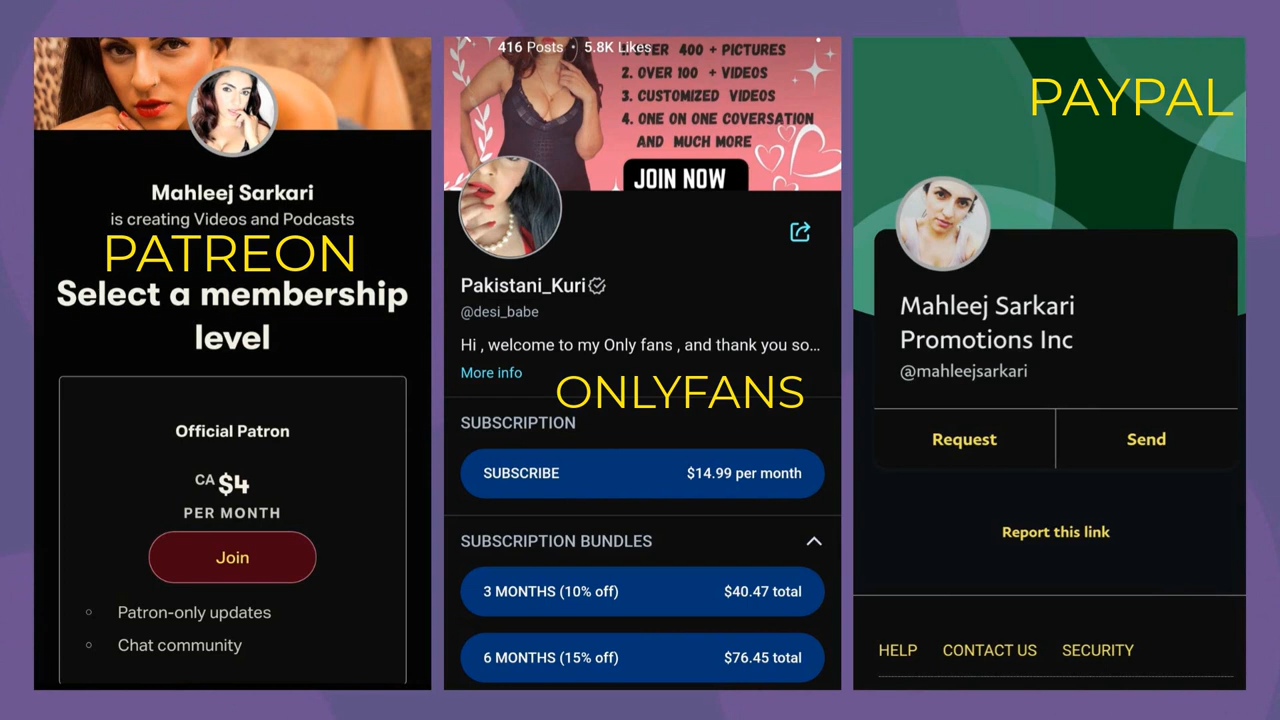 Mahleej Sarkari
is creating Videos and Podcasts
PATREON
Select a membership
level
Official Patron
CA $4
PER MONTH
Join
Patron-only updates
Chat community
416 Posts • 5.8K Likes
1. OVER 400 + PICTURES
2. OVER 100 + VIDEOS
3. CUSTOMIZED VIDEOS
4. ONE ON ONE COVERSATION
AND MUCH MORE
JOIN NOW
Pakistani_Kuri
@desi_babe
Hi , welcome to my Only fans , and thank you so...
More info
ONLYFANS
SUBSCRIPTION
SUBSCRIBE $14.99 per month
SUBSCRIPTION BUNDLES
3 MONTHS (10% off) $40.47 total
6 MONTHS (15% off) $76.45 total
PAYPAL
Mahleej Sarkari
Promotions Inc
@mahleejsarkari
Request Send
Report this link
HELP CONTACT US SECURITY